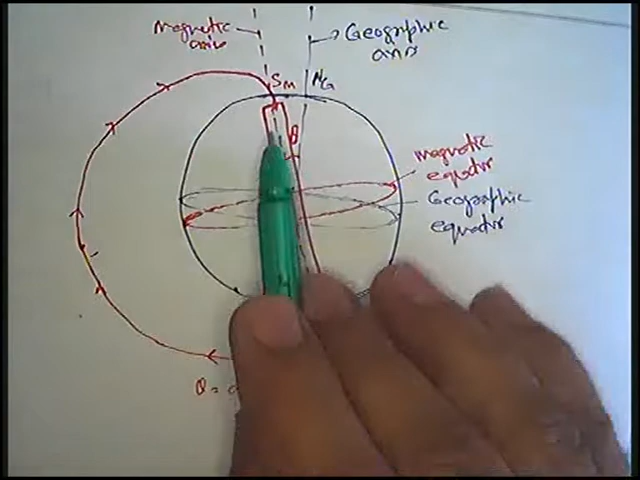 Magnetic
axis
Geographic
axis
Sm
NG
θ
magnetic
equator
Geographic
equator
θ =